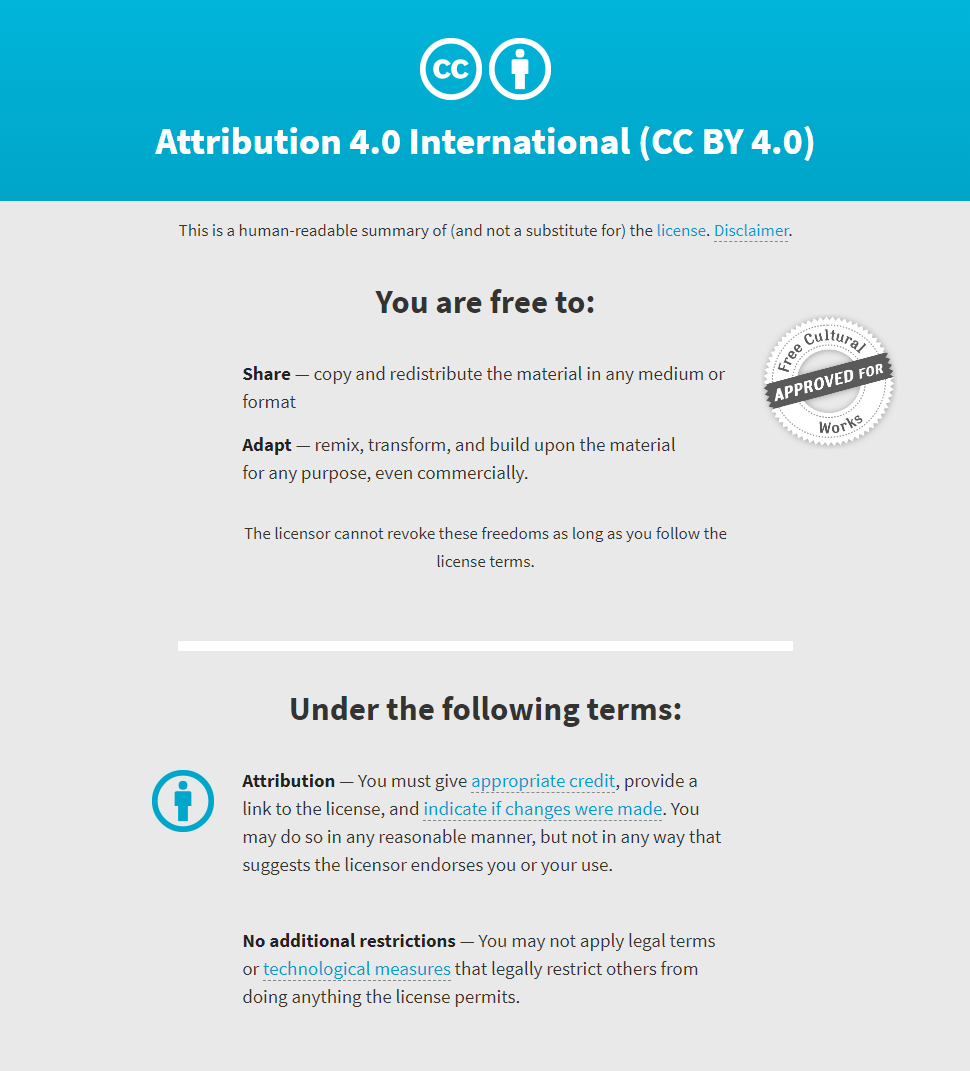 CC
Attribution 4.0 International (CC BY 4.0)
This is a human-readable summary of (and not a substitute for) the license. Disclaimer.
You are free to:
Share — copy and redistribute the material in any medium or
format
Adapt — remix, transform, and build upon the material
for any purpose, even commercially.
Free Cultural
APPROVED FOR
Works
The licensor cannot revoke these freedoms as long as you follow the
license terms.
Under the following terms:
Attribution — You must give appropriate credit, provide a
link to the license, and indicate if changes were made. You
may do so in any reasonable manner, but not in any way that
suggests the licensor endorses you or your use.
No additional restrictions — You may not apply legal terms
or technological measures that legally restrict others from
doing anything the license permits.